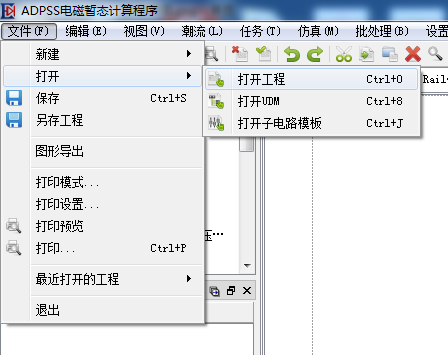 ADPSS电磁暂态计算程序
文件(F) 编辑(E) 视图(V) 潮流(L) 任务(T) 仿真(M) 批处理(B) 设置
新建
打开
打开工程 Ctrl+O
Rail
保存 Ctrl+S
打开UDM Ctrl+8
另存工程
打开子电路模板 Ctrl+J
图形导出
打印模式...
打印设置...
打印预览
压...
打印... Ctrl+P
最近打开的工程
退出